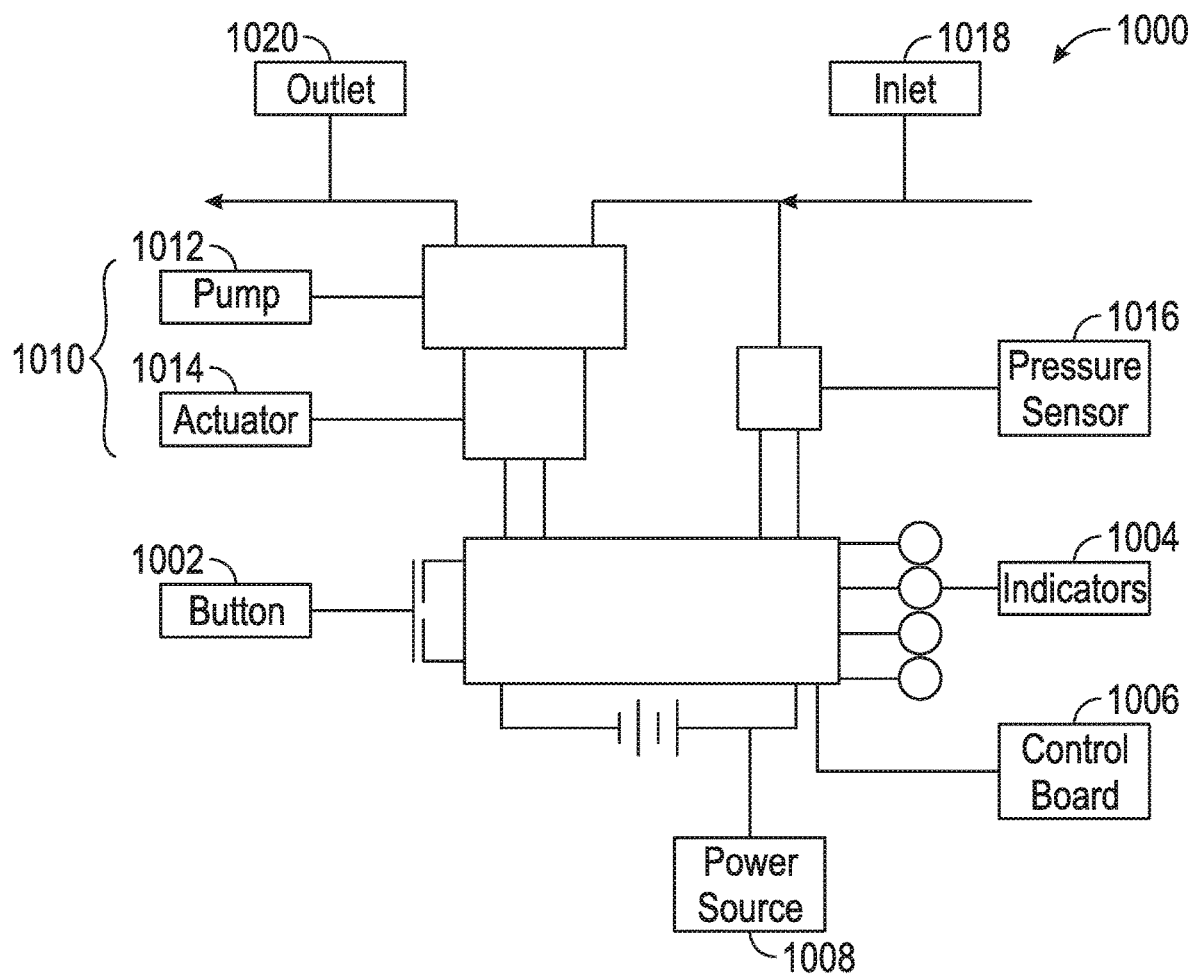 1020
1018
1000
Outlet
Inlet
1012
Pump
1010
1014
Actuator
1016
Pressure
Sensor
1002
Button
1004
Indicators
1006
Control
Board
Power
Source
1008